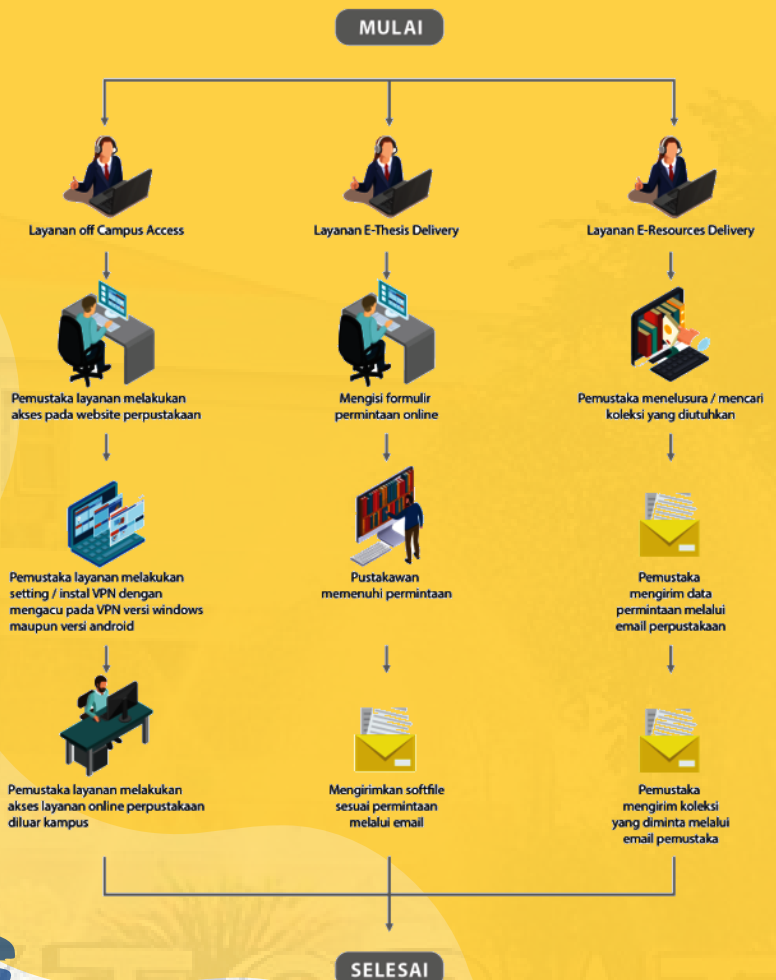 MULAI
Layanan off Campus Access
Layanan E-Thesis Delivery
Layanan E-Resources Delivery
Pemustaka layanan melakukan
akses pada website perpustakaan
Mengisi formulir
permintaan online
Pemustaka menelusura / mencari
koleksi yang diutuhkan
Pemustaka layanan melakukan
setting / instal VPN dengan
mengacu pada VPN versi windows
maupun versi android
Pustakawan
memenuhi permintaan
Pemustaka
mengirim data
permintaan melalui
email perpustakaan
Pemustaka layanan melakukan
akses layanan online perpustakaan
diluar kampus
Mengirimkan softfile
sesuai permintaan
melalui email
Pemustaka
mengirim koleksi
yang diminta melalui
email pemustaka
SELESAI